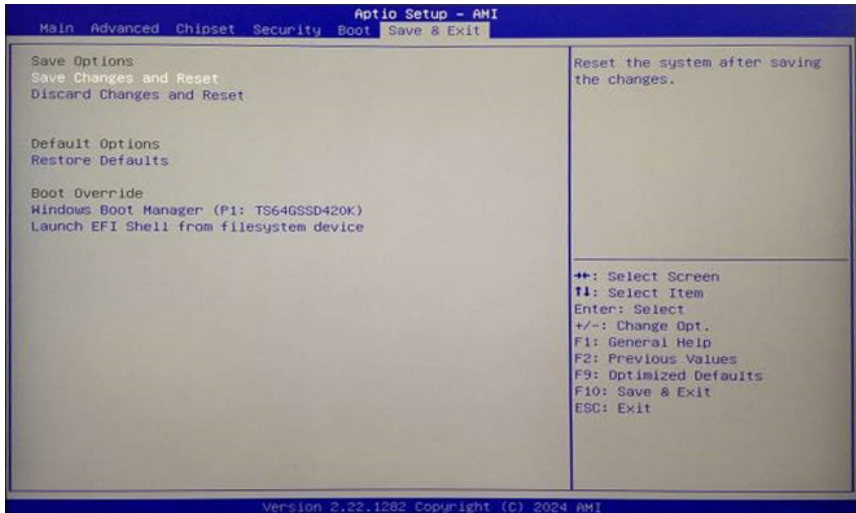 Aptio Setup - AMI
Main Advanced Chipset Security Boot Save & Exit
Save Options
Save Changes and Reset
Discard Changes and Reset
Default Options
Restore Defaults
Boot Override
Windows Boot Manager (P1: TS64GSSD420K)
Launch EFI Shell from filesystem device
Reset the system after saving
the changes.
→←: Select Screen
↑↓: Select Item
Enter: Select
+/-: Change Opt.
F1: General Help
F2: Previous Values
F9: Optimized Defaults
F10: Save & Exit
ESC: Exit
Version 2.22.1282 Copyright (C) 2024 AMI